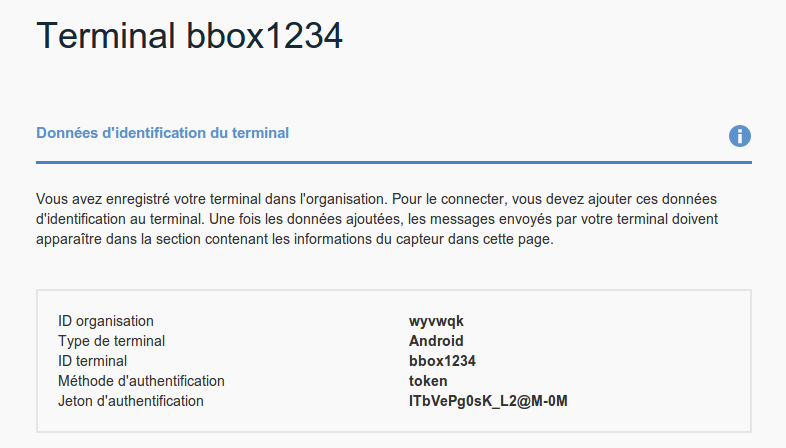 Terminal bbox1234
Données d'identification du terminal
Vous avez enregistré votre terminal dans l'organisation. Pour le connecter, vous devez ajouter ces données
d'identification au terminal. Une fois les données ajoutées, les messages envoyés par votre terminal doivent
apparaître dans la section contenant les informations du capteur dans cette page.
ID organisation wyvwqk
Type de terminal Android
ID terminal bbox1234
Méthode d'authentification token
Jeton d'authentification ITbVePg0sK_L2@M-0M